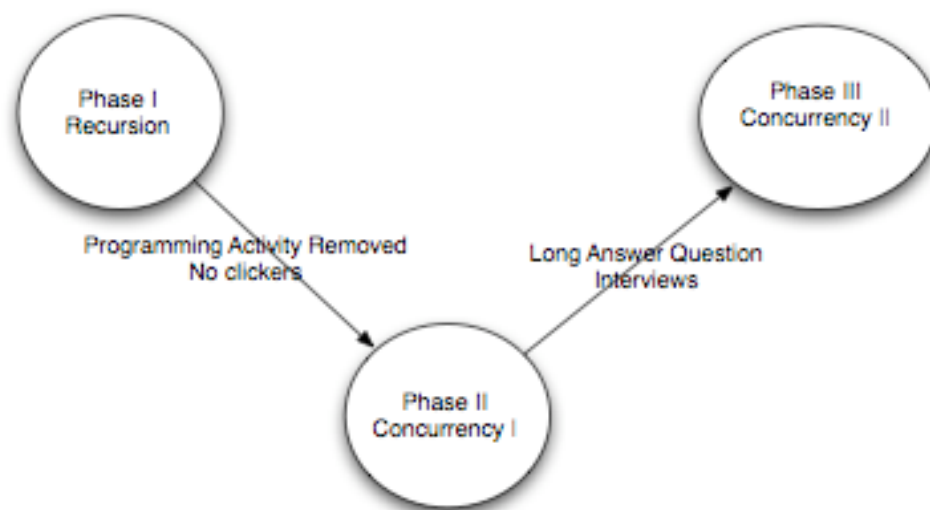 Phase I
Recursion
Phase III
Concurrency II
Programming Activity Removed
No clickers
Long Answer Question
Interviews
Phase II
Concurrency I